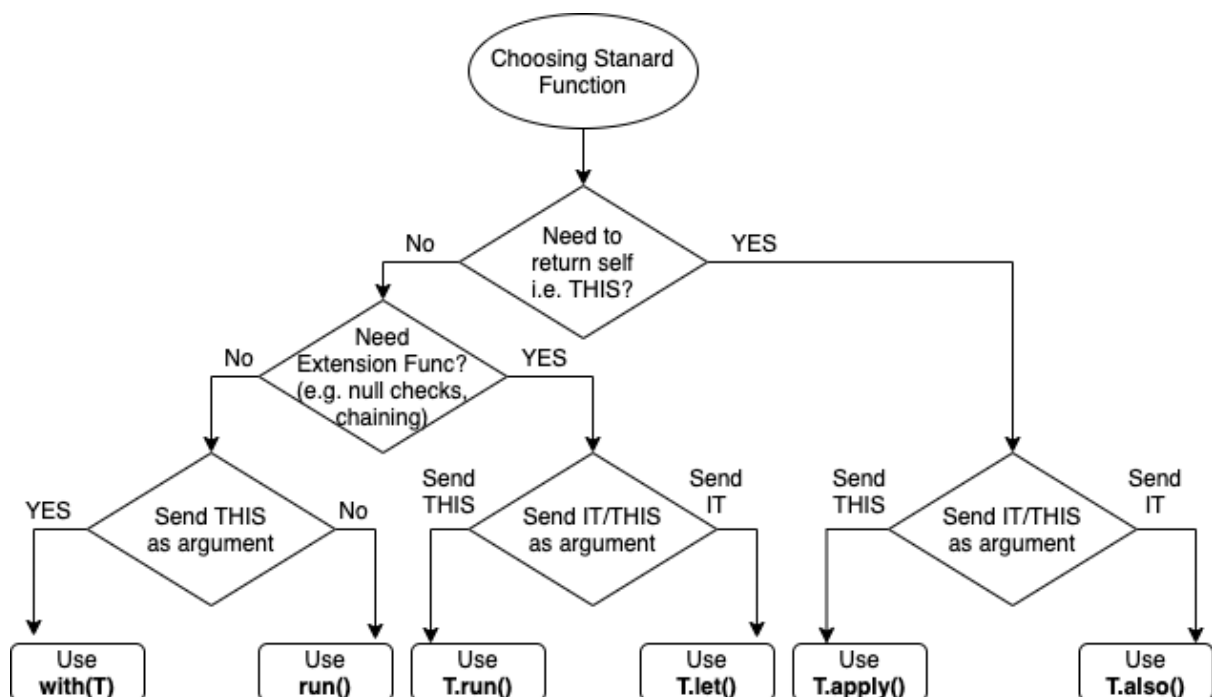 Choosing Stanard
Function
Need to
return self
i.e. THIS?
No
YES
Need
Extension Func?
(e.g. null checks,
chaining)
No
YES
Send THIS
as argument
YES
No
Send IT/THIS
as argument
Send
THIS
Send
IT
Send IT/THIS
as argument
Send
THIS
Send
IT
Use
with(T)
Use
run()
Use
T.run()
Use
T.let()
Use
T.apply()
Use
T.also()